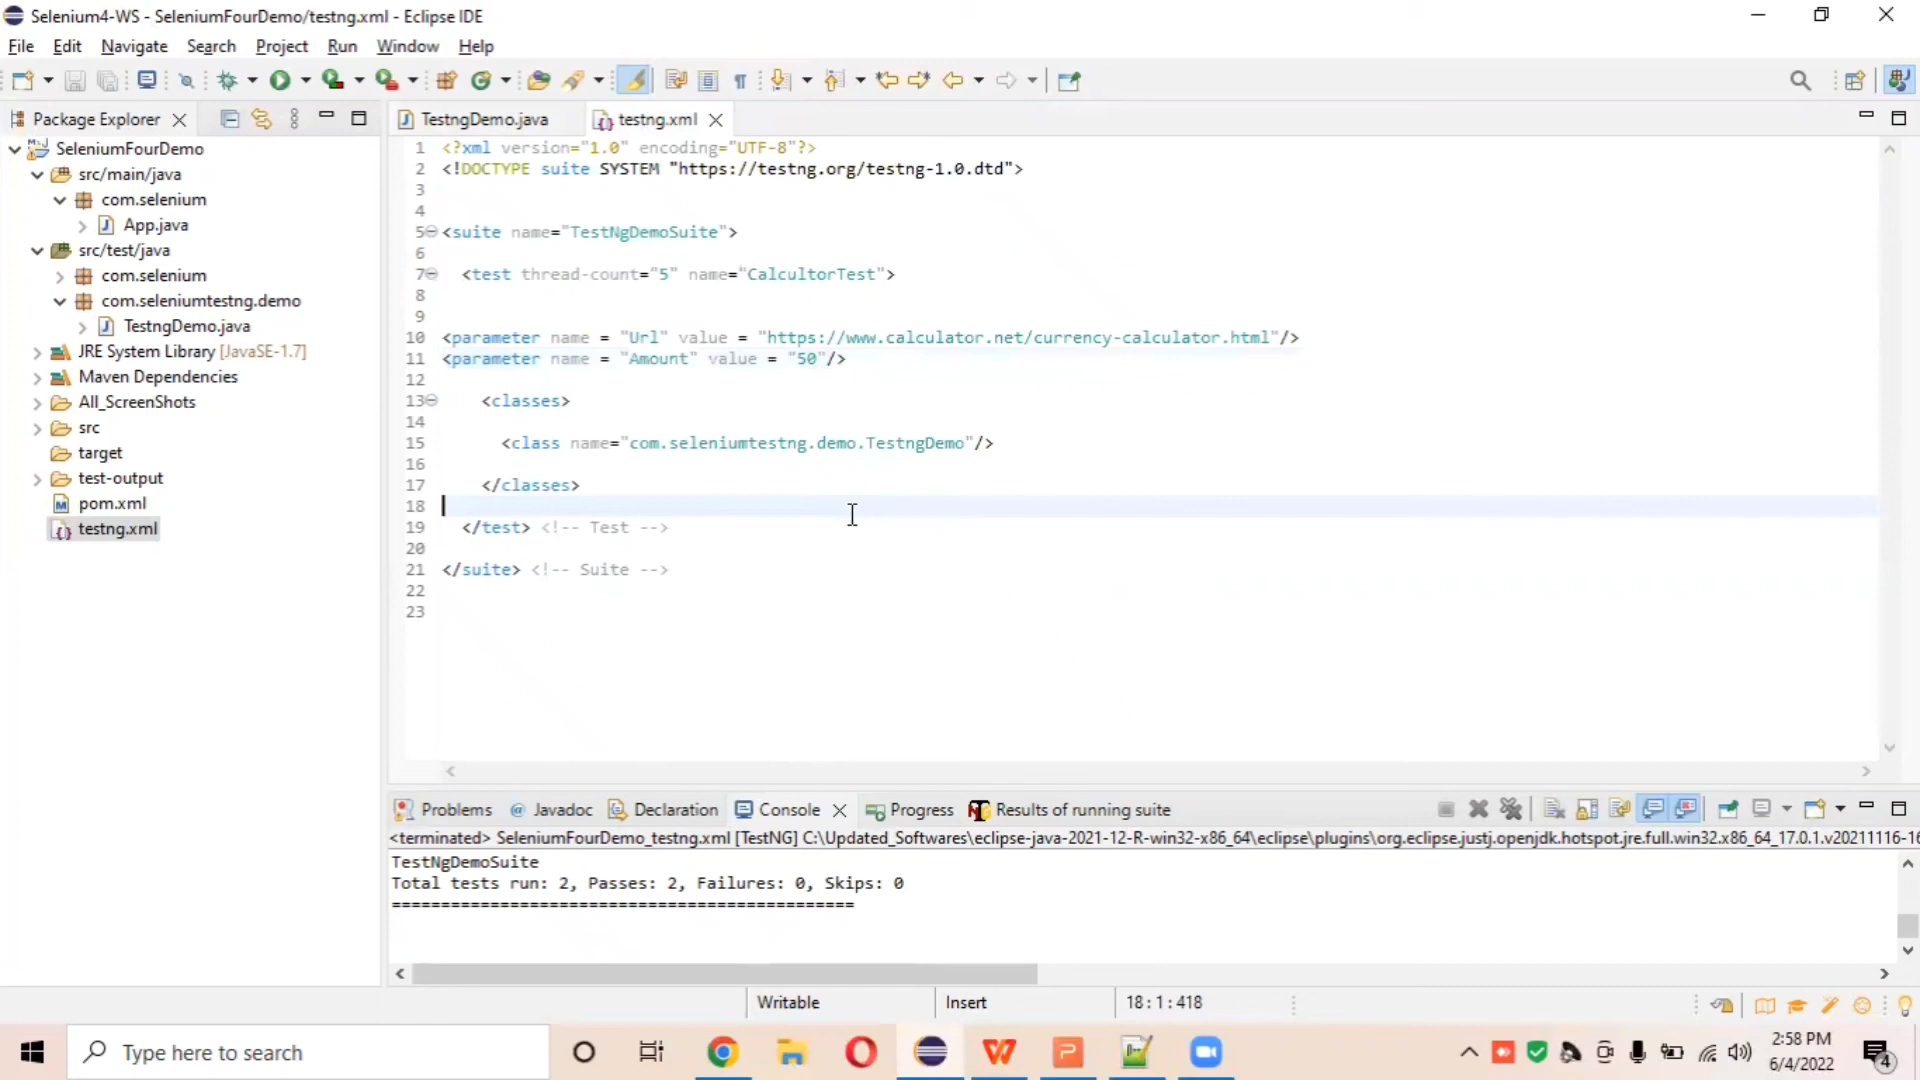 Selenium4-WS - SeleniumFourDemo/testng.xml - Eclipse IDE
File Edit Navigate Search Project Run Window Help
Package Explorer
TestngDemo.java
testng.xml
SeleniumFourDemo
src/main/java
com.selenium
App.java
src/test/java
com.selenium
com.seleniumtestng.demo
TestngDemo.java
JRE System Library [JavaSE-1.7]
Maven Dependencies
All_ScreenShots
src
target
test-output
pom.xml
testng.xml
1 <?xml version="1.0" encoding="UTF-8"?>
2 <!DOCTYPE suite SYSTEM "https://testng.org/testng-1.0.dtd">
3
4
5 <suite name="TestNgDemoSuite">
6
7 <test thread-count="5" name="CalcultorTest">
8
9
10 <parameter name = "Url" value = "https://www.calculator.net/currency-calculator.html"/>
11 <parameter name = "Amount" value = "50"/>
12
13 <classes>
14
15 <class name="com.seleniumtestng.demo.TestngDemo"/>
16
17 </classes>
18
19 </test> <!-- Test -->
20
21 </suite> <!-- Suite -->
22
23
Problems @ Javadoc Declaration Console Progress Results of running suite
<terminated> SeleniumFourDemo_testng.xml [TestNG] C:\Updated_Softwares\eclipse-java-2021-12-R-win32-x86_64\eclipse\plugins\org.eclipse.justj.openjdk.hotspot.jre.full.win32.x86_64_17.0.1.v20211116-16
TestNgDemoSuite
Total tests run: 2, Passes: 2, Failures: 0, Skips: 0
===============================================
Writable Insert 18 : 1 : 418
Type here to search
2:58 PM
6/4/2022
4